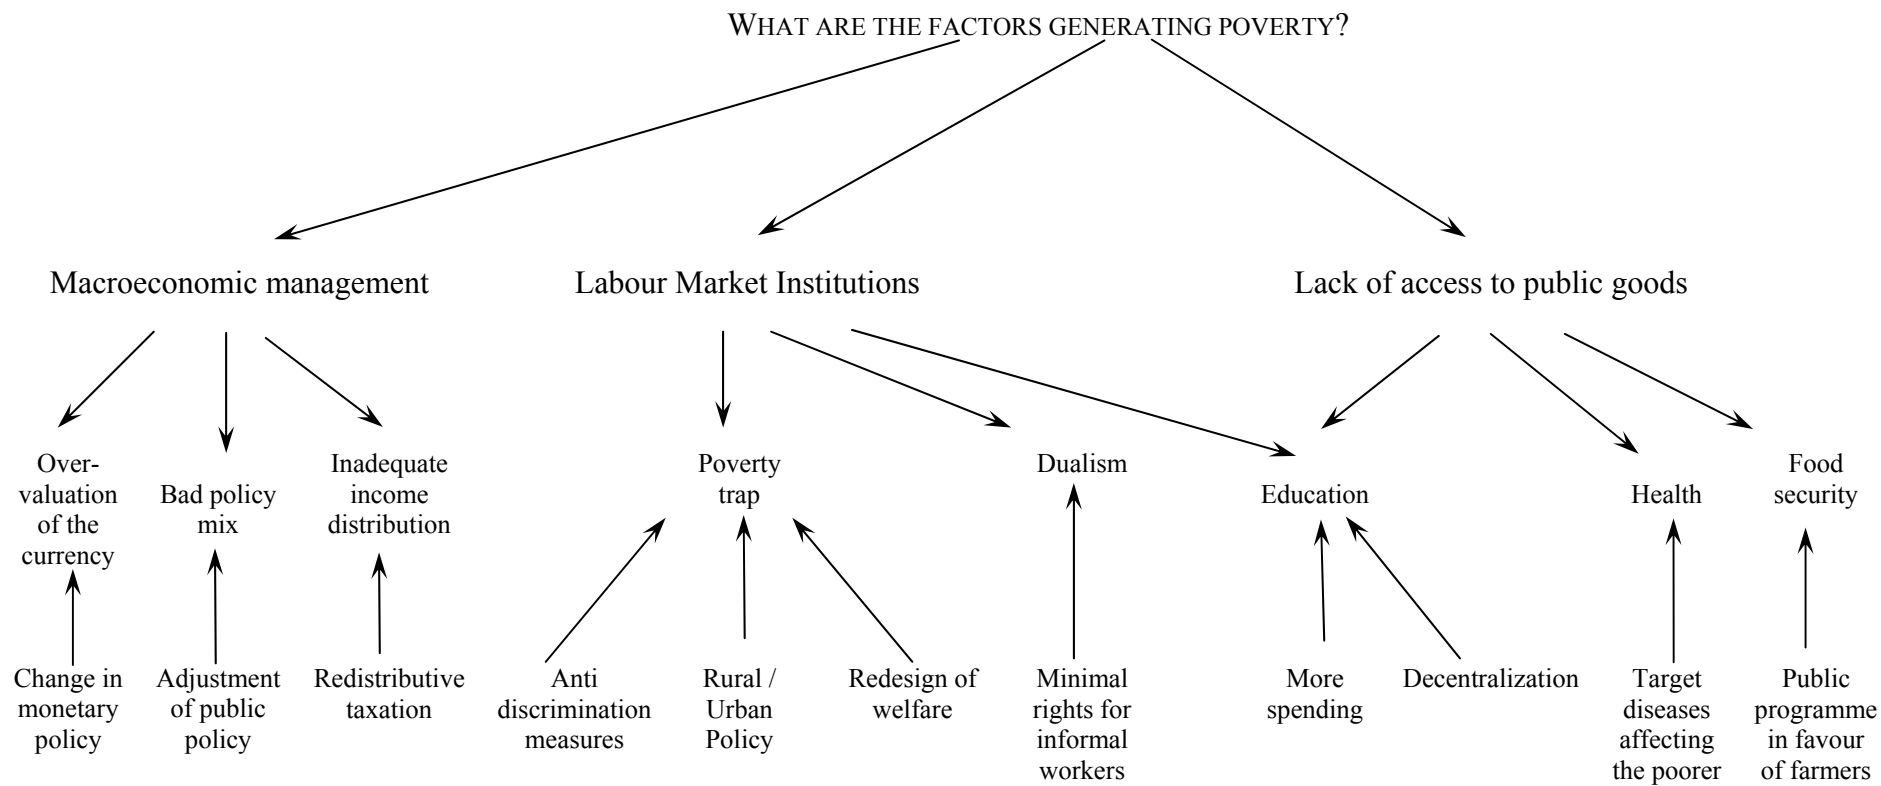 WHAT ARE THE FACTORS GENERATING POVERTY?
Macroeconomic management
Labour Market Institutions
Lack of access to public goods
Over-
valuation
of the
currency
Bad policy
mix
Inadequate
income
distribution
Poverty
trap
Dualism
Education
Health
Food
security
Change in
monetary
policy
Adjustment
of public
policy
Redistributive
taxation
Anti
discrimination
measures
Rural /
Urban
Policy
Redesign of
welfare
Minimal
rights for
informal
workers
More
spending
Decentralization
Target
diseases
affecting
the poorer
Public
programme
in favour
of farmers